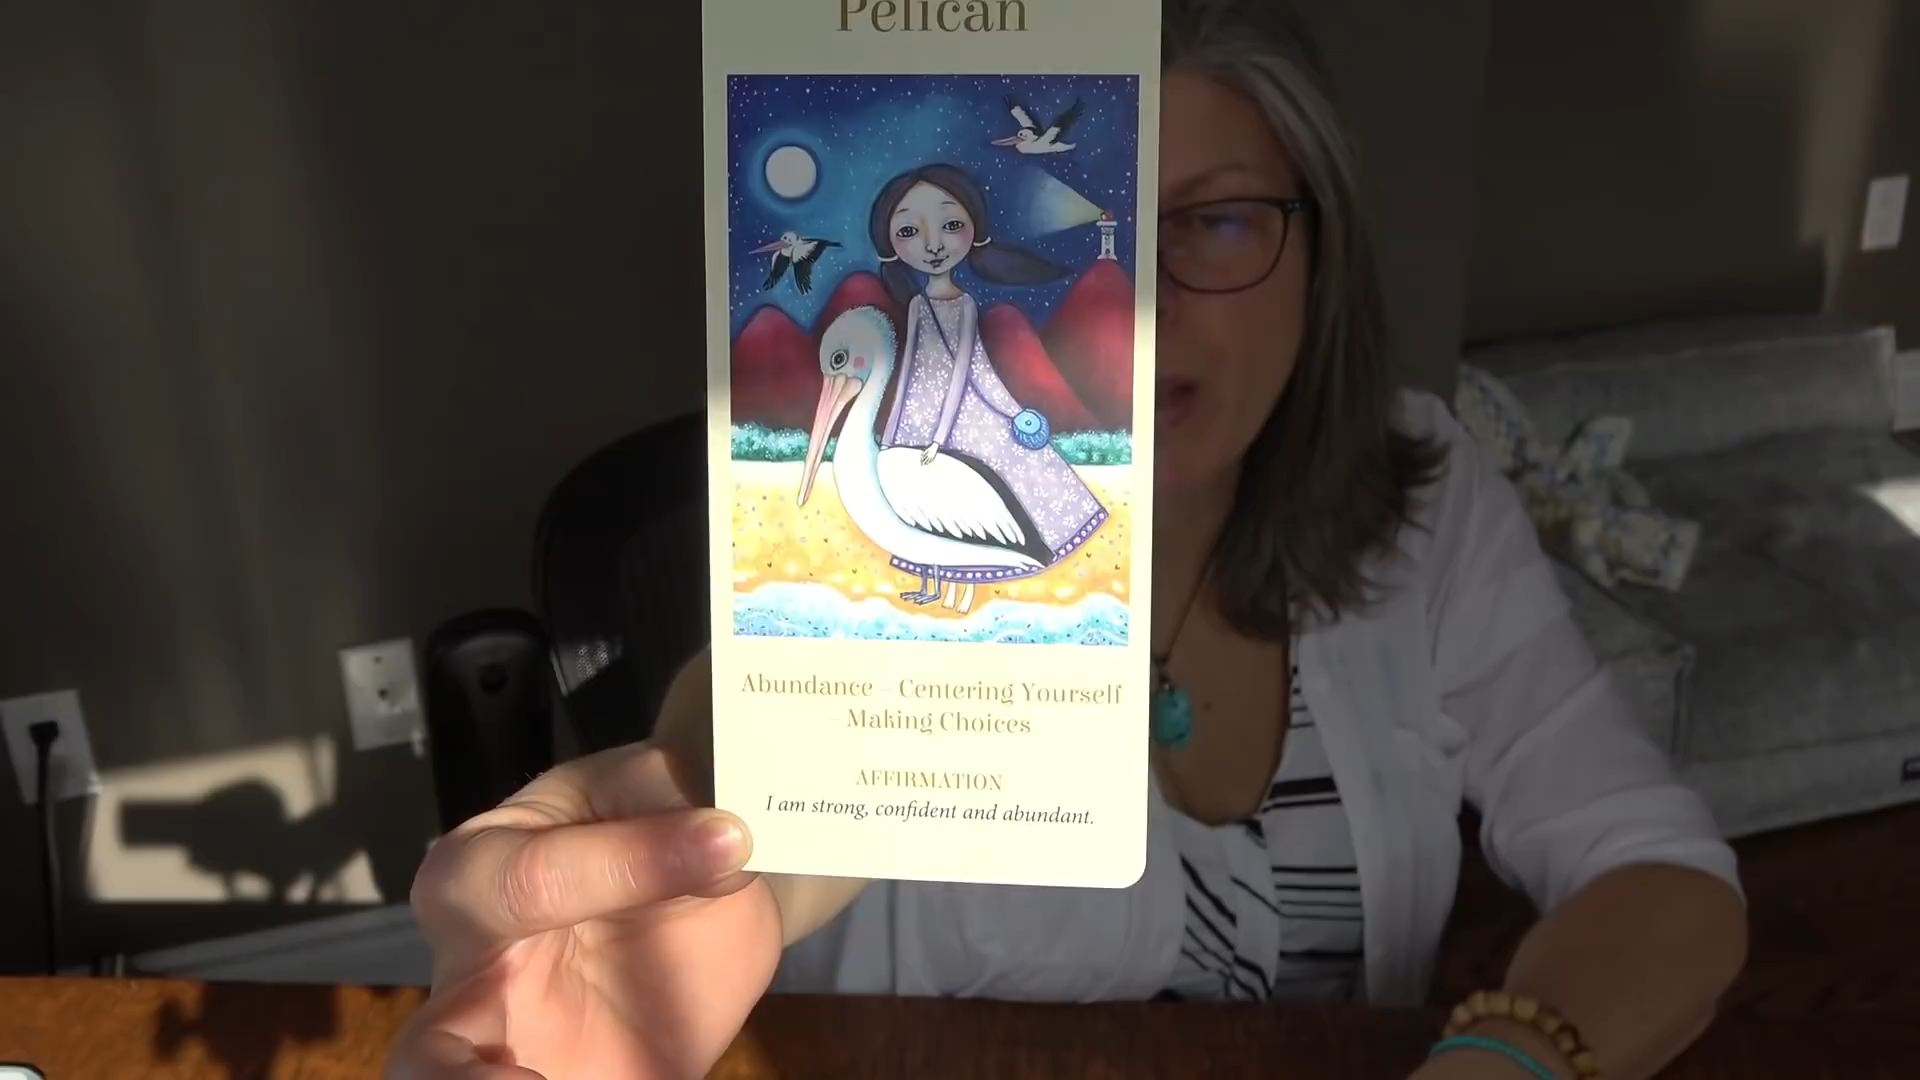 Pelican
Abundance – Centering Yourself
– Making Choices
AFFIRMATION
I am strong, confident and abundant.